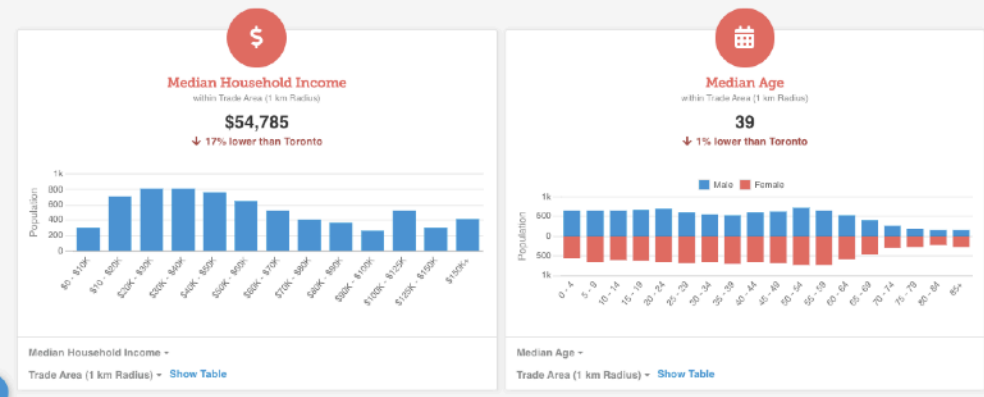 Median Household Income
within Trade Area (1 km Radius)
$54,785
↓ 17% lower than Toronto
1k
800
600
400
200
0
Population
$0 - $10K
$10 - $20K
$20K - $30K
$30K - $40K
$40K - $50K
$50K - $60K
$60K - $70K
$70K - $80K
$80K - $90K
$90K - $100K
$100K - $125K
$125K - $150K
$150K+
Median Household Income
Trade Area (1 km Radius) Show Table
Median Age
within Trade Area (1 km Radius)
39
↓ 1% lower than Toronto
Male Female
1k
500
0
500
1k
Population
0 - 4
5 - 9
10 - 14
15 - 19
20 - 24
25 - 29
30 - 34
35 - 39
40 - 44
45 - 49
50 - 54
55 - 59
60 - 64
65 - 69
70 - 74
75 - 79
80 - 84
85+
Median Age
Trade Area (1 km Radius) Show Table